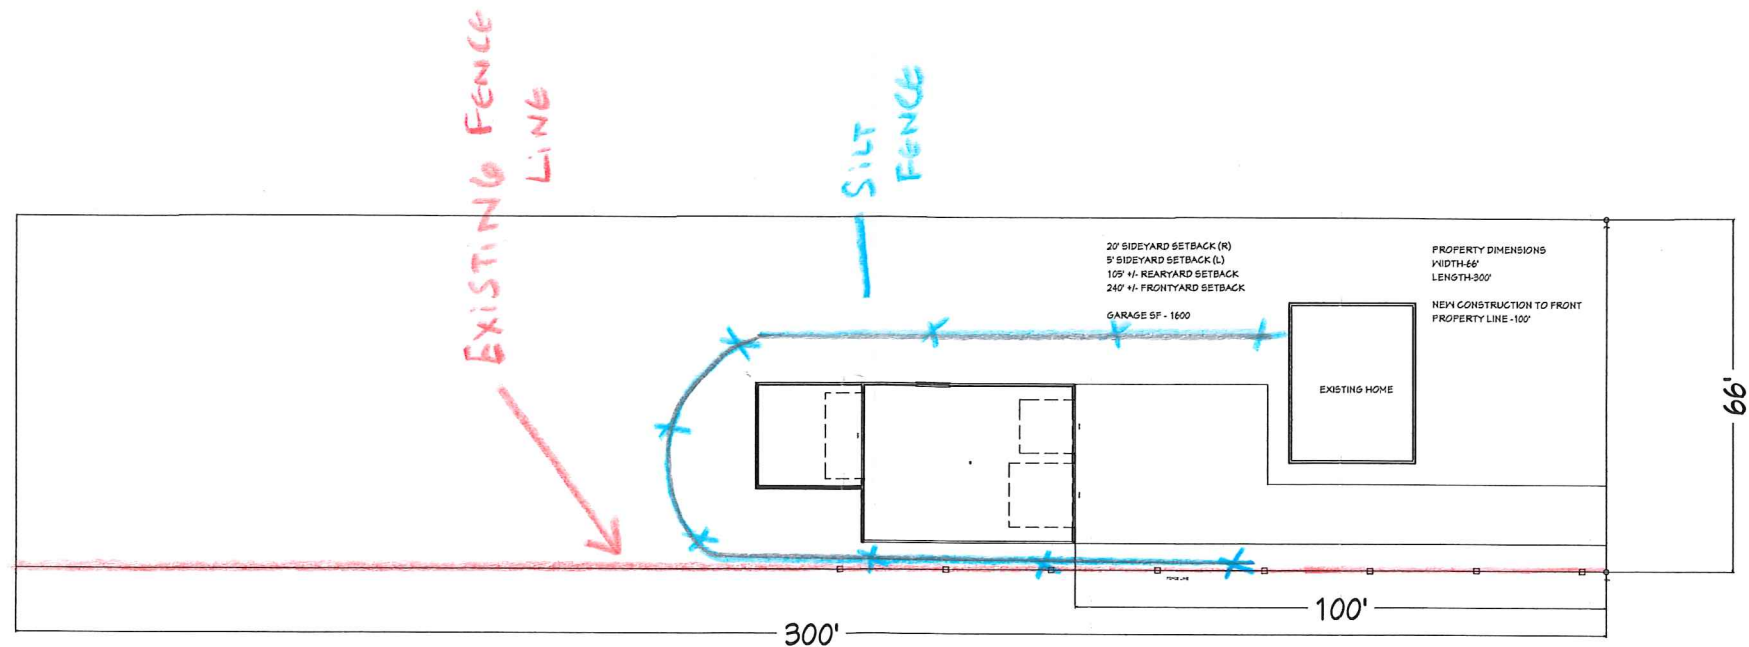 EXISTING FENCE
LINE
SILT
FENCE
20' SIDEYARD SETBACK (R)
5' SIDEYARD SETBACK (L)
105' +/- REARYARD SETBACK
240' +/- FRONTYARD SETBACK
GARAGE SF - 1600
PROPERTY DIMENSIONS
WIDTH-66'
LENGTH-300'
NEW CONSTRUCTION TO FRONT
PROPERTY LINE -100'
EXISTING HOME
66'
FENCE LINE
100'
300'